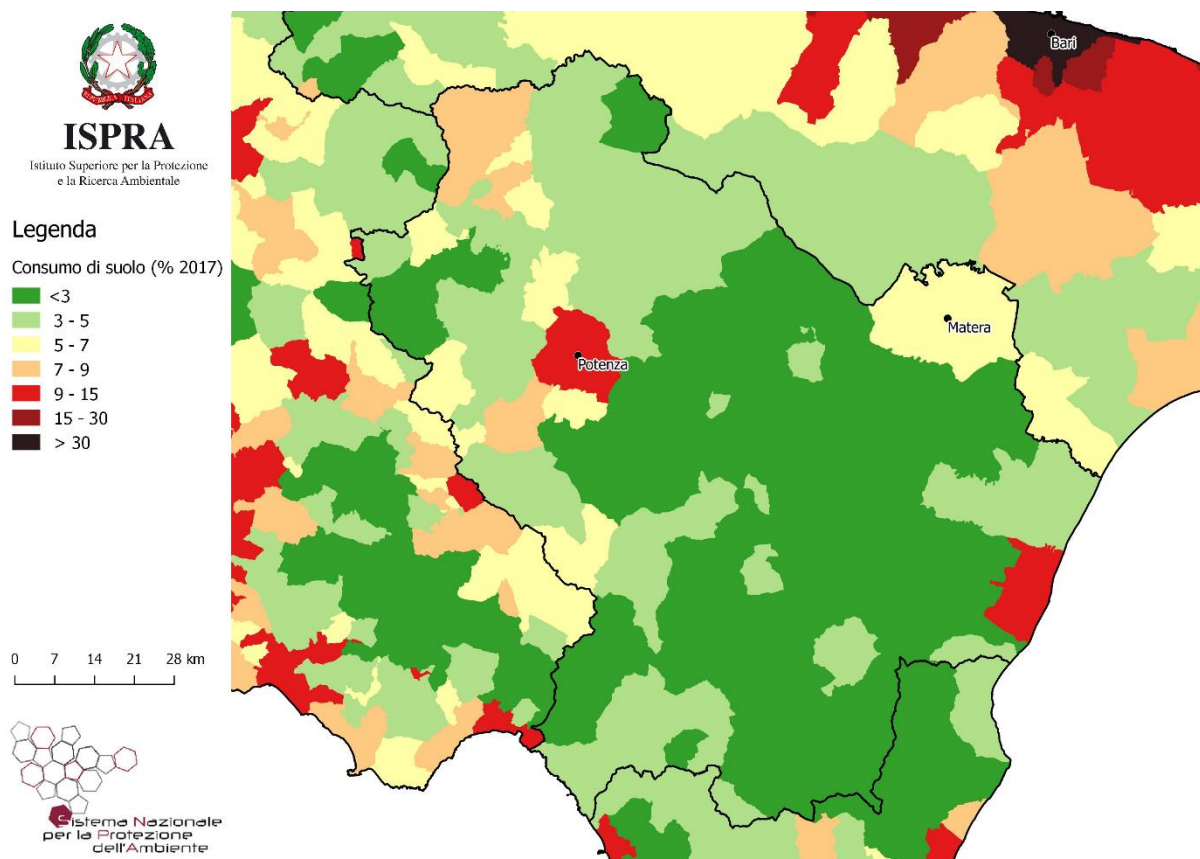 REPVBBLICA ITALIANA
ISPRA
Istituto Superiore per la Protezione
e la Ricerca Ambientale
Legenda
Consumo di suolo (% 2017)
<3
3 - 5
5 - 7
7 - 9
9 - 15
15 - 30
> 30
0 7 14 21 28 km
Sistema Nazionale
per la Protezione
dell'Ambiente
Bari
Matera
Potenza